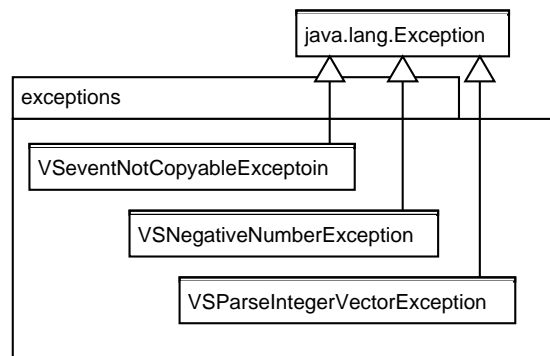 java.lang.Exception
exceptions
VSeventNotCopyableExceptoin
VSNegativeNumberException
VSParseIntegerVectorException